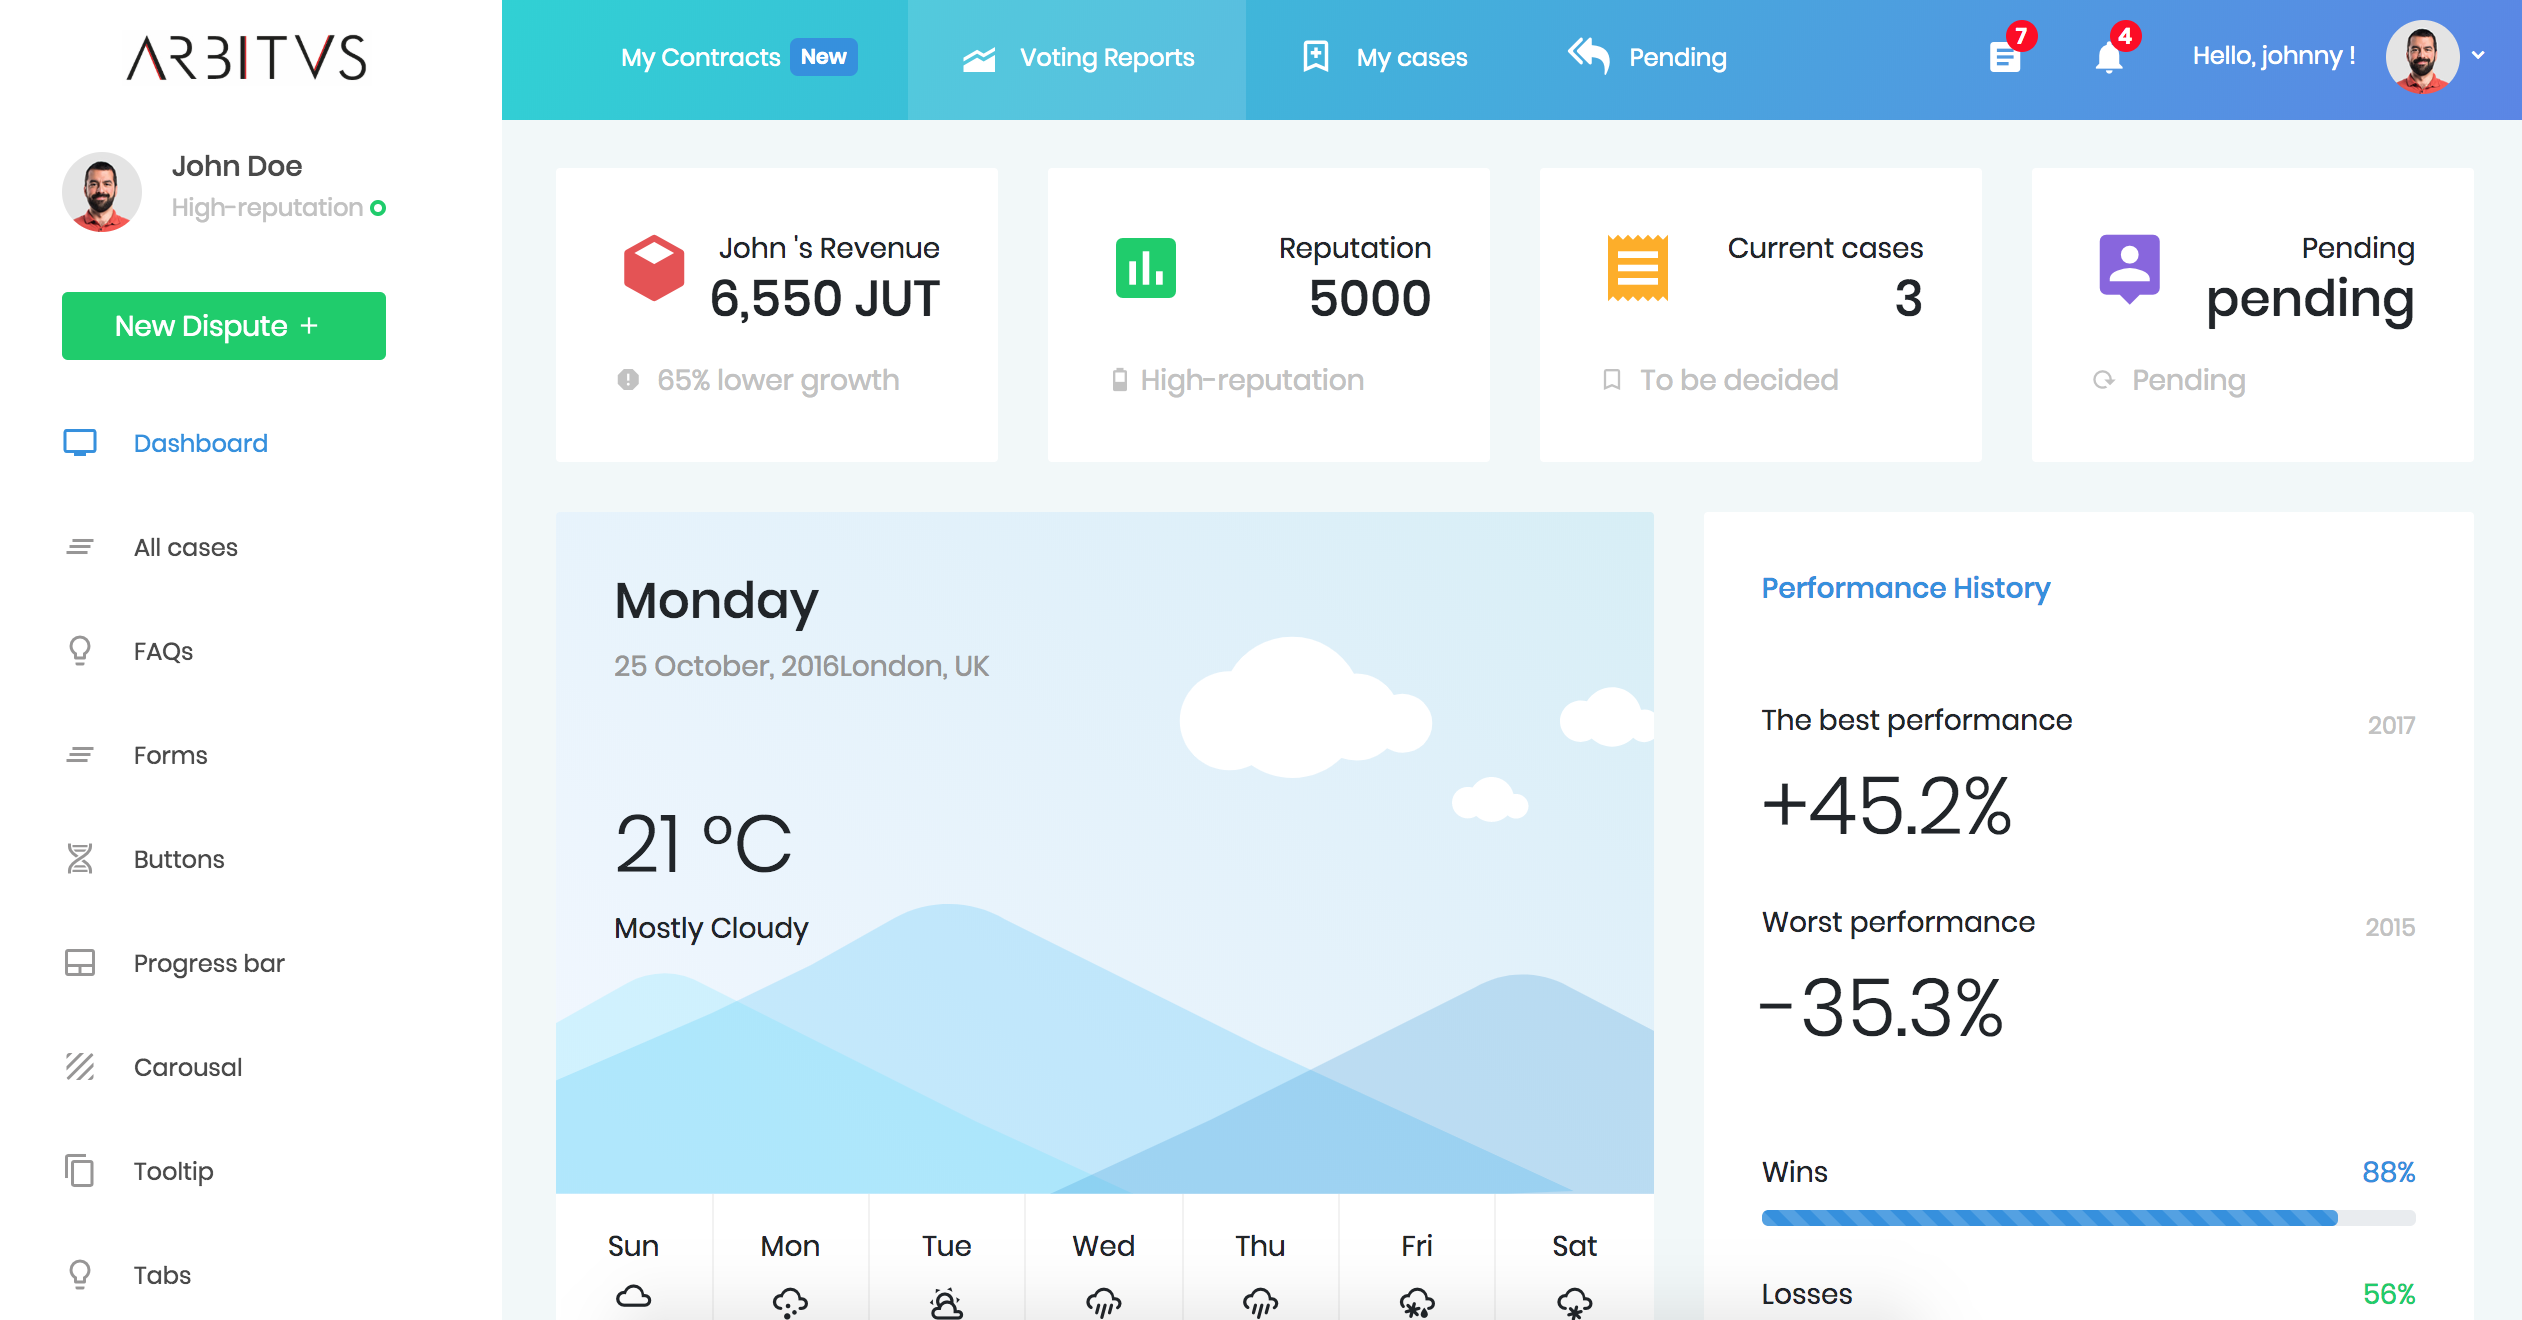 ARBITVS
John Doe
High-reputation
New Dispute +
Dashboard
All cases
FAQs
Forms
Buttons
Progress bar
Carousal
Tooltip
Tabs
My Contracts New
Voting Reports
My cases
Pending
7
4
Hello, johnny !
John 's Revenue
6,550 JUT
65% lower growth
Reputation
5000
High-reputation
Current cases
3
To be decided
Pending
pending
Pending
Monday
25 October, 2016London, UK
21 °C
Mostly Cloudy
Sun Mon Tue Wed Thu Fri Sat
Performance History
The best performance 2017
+45.2%
Worst performance 2015
-35.3%
Wins 88%
Losses 56%